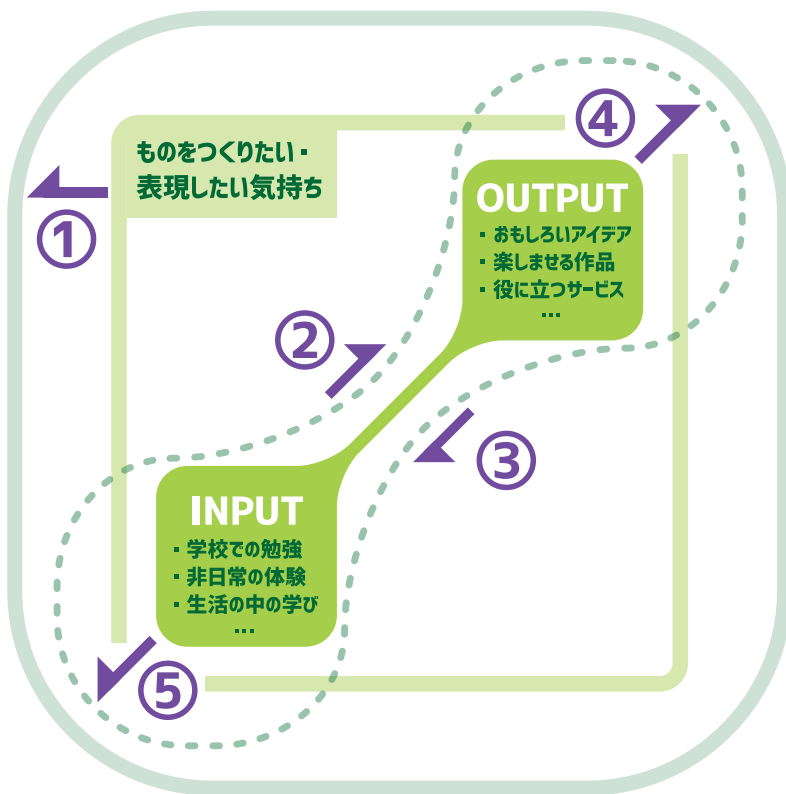 ものをつくりたい・
表現したい気持ち
①
④
OUTPUT
・おもしろいアイデア
・楽しませる作品
・役に立つサービス
…
②
③
INPUT
・学校での勉強
・非日常の体験
・生活の中の学び
…
⑤